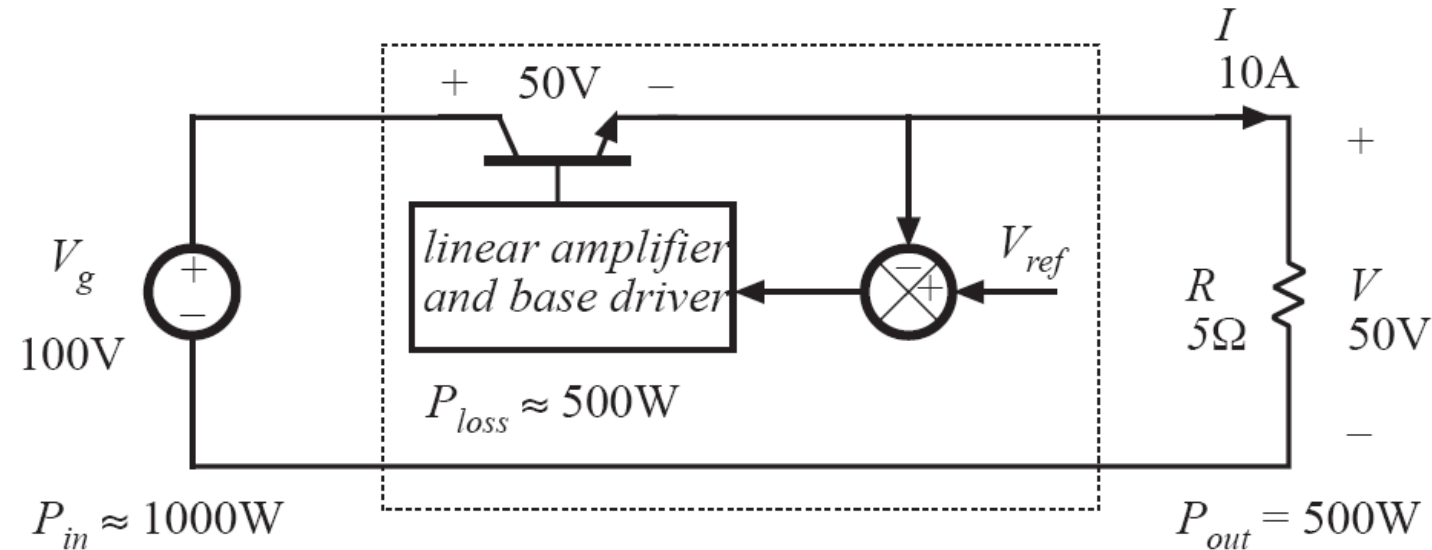 I
10A
+ 50V −
+
V_g
+
−
100V
linear amplifier
and base driver
−
+
V_ref
R
5Ω
V
50V
P_loss ≈ 500W
−
P_in ≈ 1000W
P_out = 500W